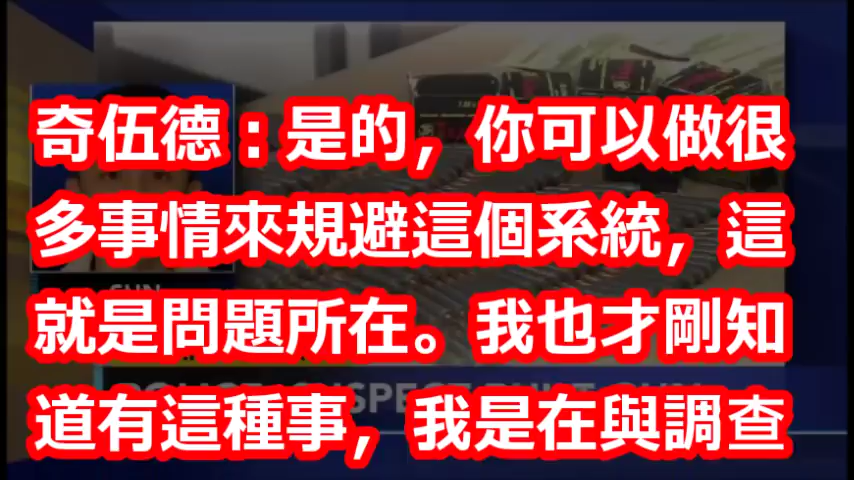 奇伍德：是的，你可以做很
多事情來規避這個系統，這
就是問題所在。我也才剛知
道有這種事，我是在與調查